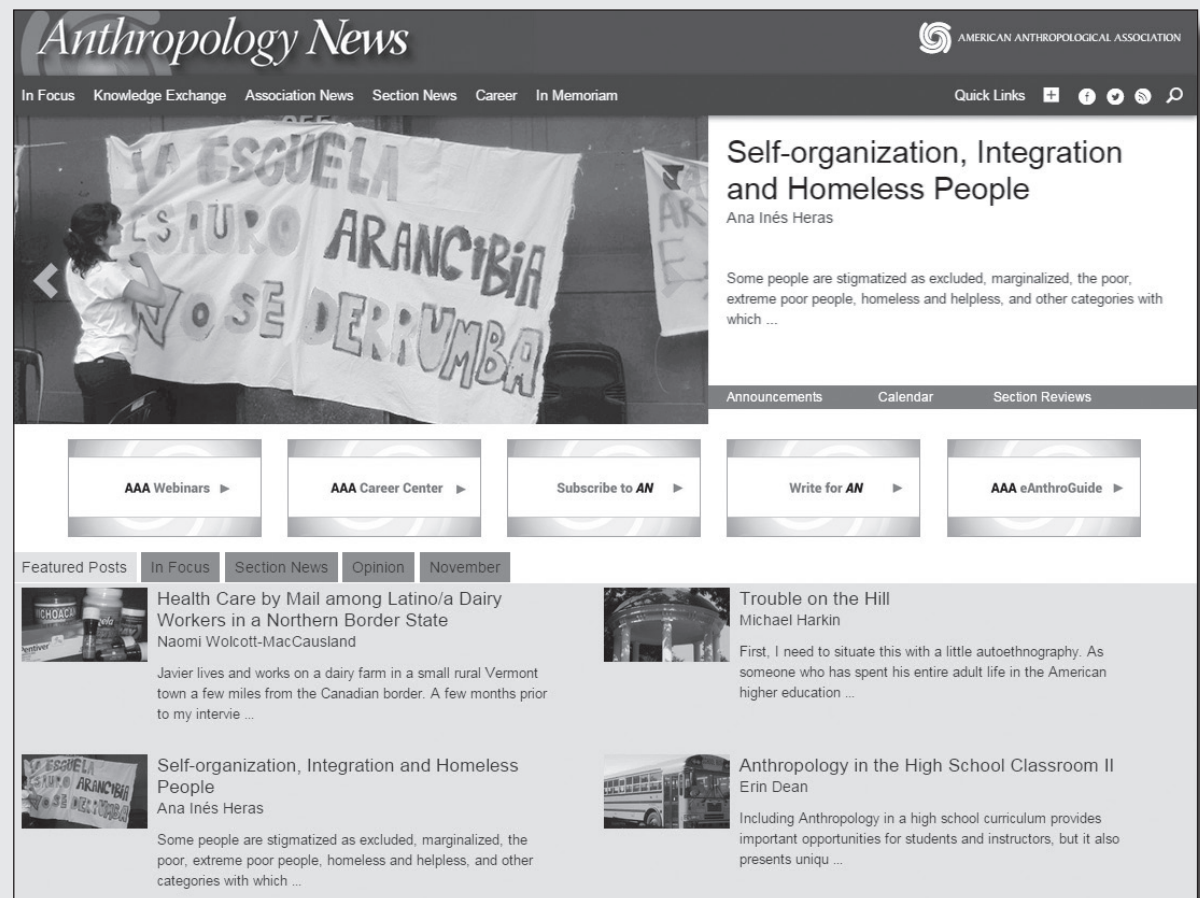 Anthropology News
AMERICAN ANTHROPOLOGICAL ASSOCIATION
In Focus Knowledge Exchange Association News Section News Career In Memoriam
Quick Links
LA ESCUELA
ISAURO ARANCIBIA
NO SE DERRUMBA
Self-organization, Integration
and Homeless People
Ana Inés Heras
Some people are stigmatized as excluded, marginalized, the poor,
extreme poor people, homeless and helpless, and other categories with
which ...
Announcements Calendar Section Reviews
AAA Webinars
AAA Career Center
Subscribe to AN
Write for AN
AAA eAnthroGuide
Featured Posts In Focus Section News Opinion November
Health Care by Mail among Latino/a Dairy
Workers in a Northern Border State
Naomi Wolcott-MacCausland
Javier lives and works on a dairy farm in a small rural Vermont
town a few miles from the Canadian border. A few months prior
to my intervie ...
Trouble on the Hill
Michael Harkin
First, I need to situate this with a little autoethnography. As
someone who has spent his entire adult life in the American
higher education ...
ESCUELA
ISAURO ARANCIBIA
NO SE DERRUMBA
Self-organization, Integration and Homeless
People
Ana Inés Heras
Some people are stigmatized as excluded, marginalized, the
poor, extreme poor people, homeless and helpless, and other
categories with which ...
Anthropology in the High School Classroom II
Erin Dean
Including Anthropology in a high school curriculum provides
important opportunities for students and instructors, but it also
presents uniqu ...